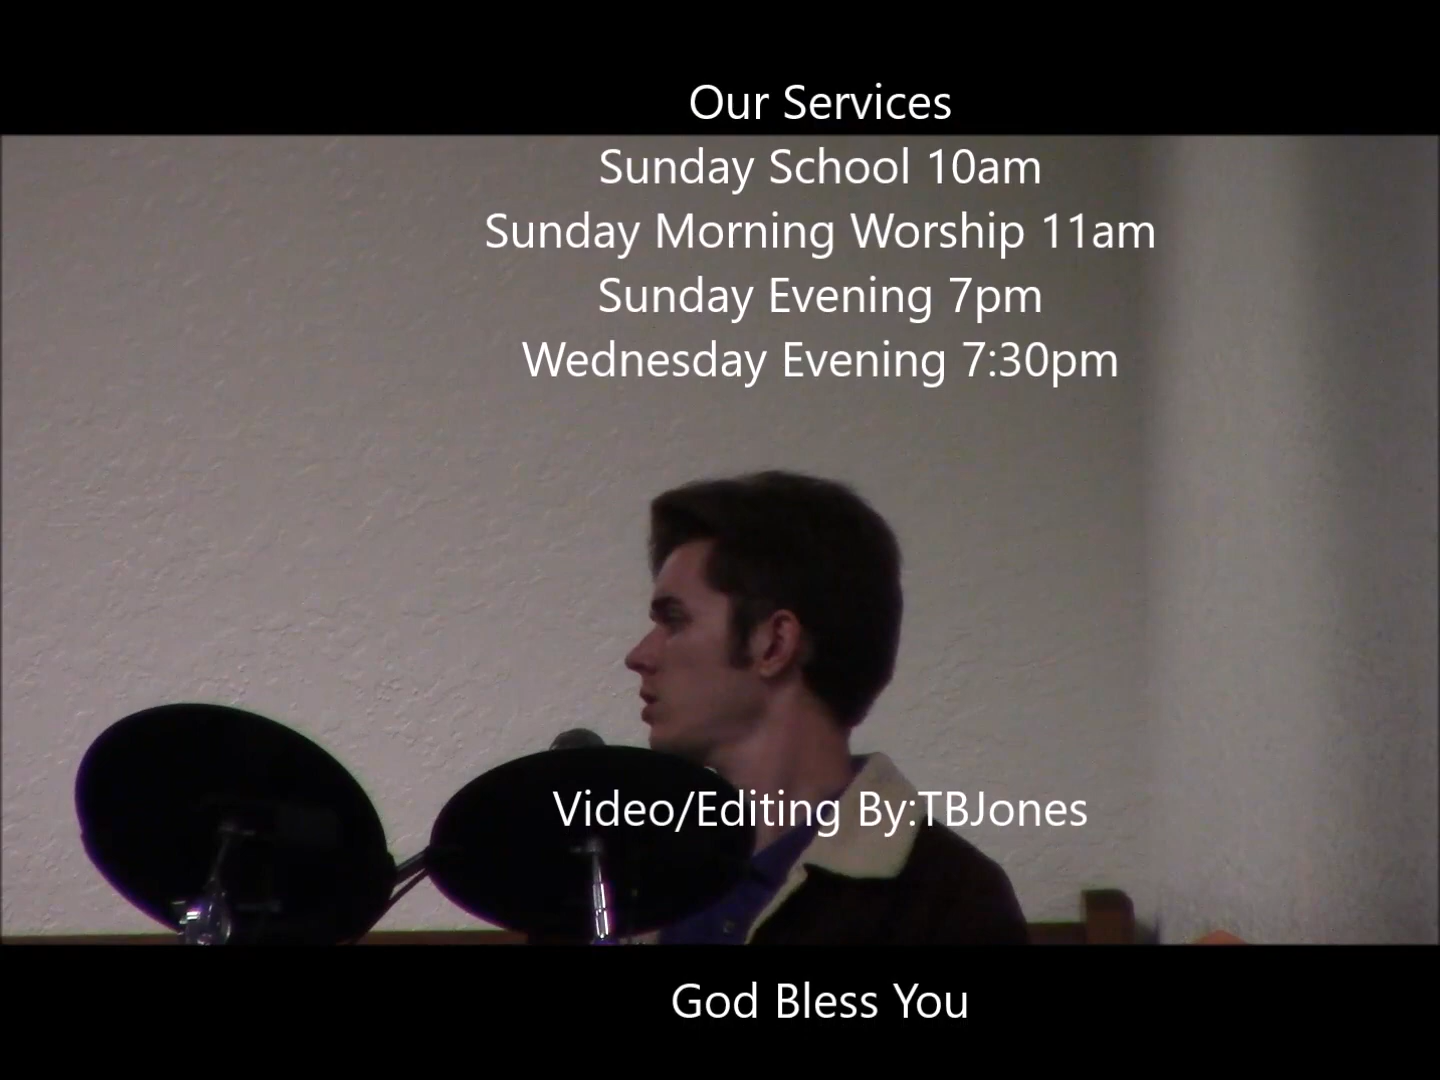 Our Services
Sunday School 10am
Sunday Morning Worship 11am
Sunday Evening 7pm
Wednesday Evening 7:30pm
Video/Editing By:TBJones
God Bless You